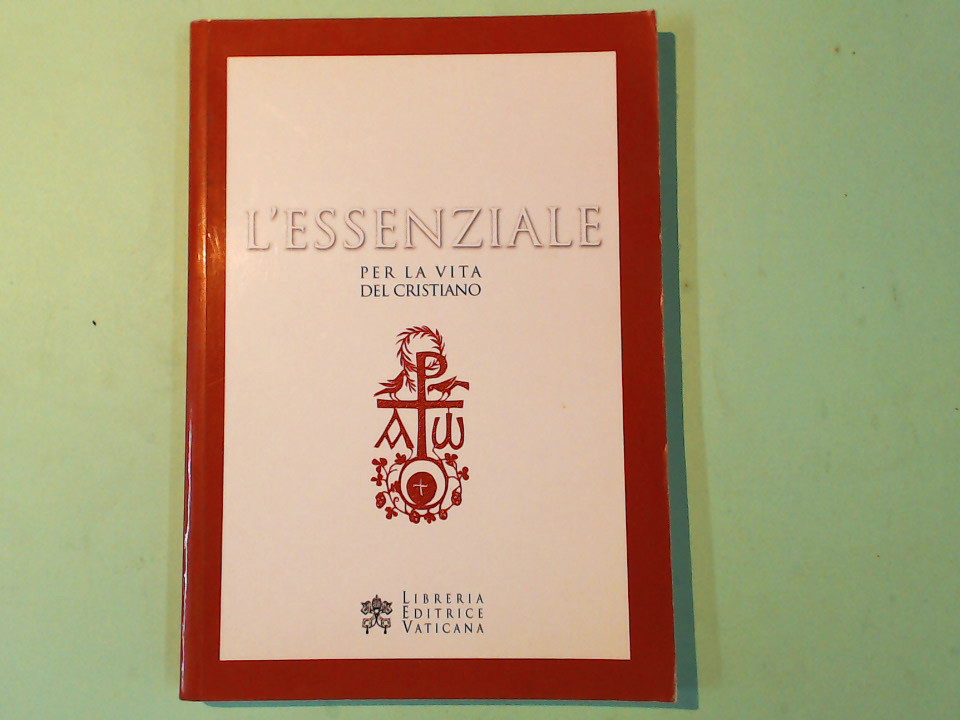 L'ESSENZIALE
PER LA VITA
DEL CRISTIANO
P
A ω
LIBRERIA
EDITRICE
VATICANA